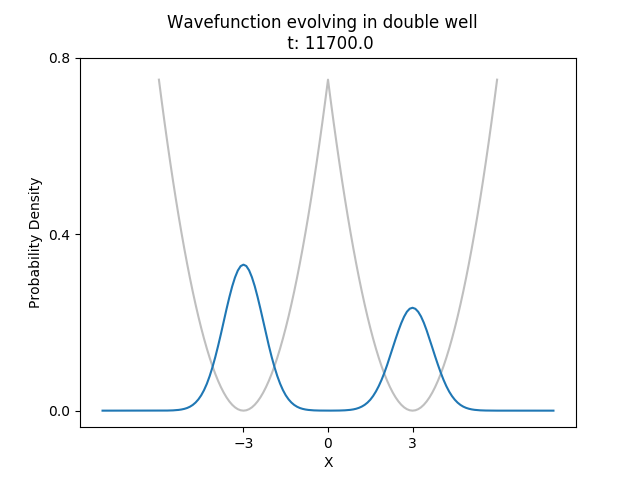 Wavefunction evolving in double well
t: 11700.0
Probability Density
0.8
0.4
0.0
−3
0
3
X